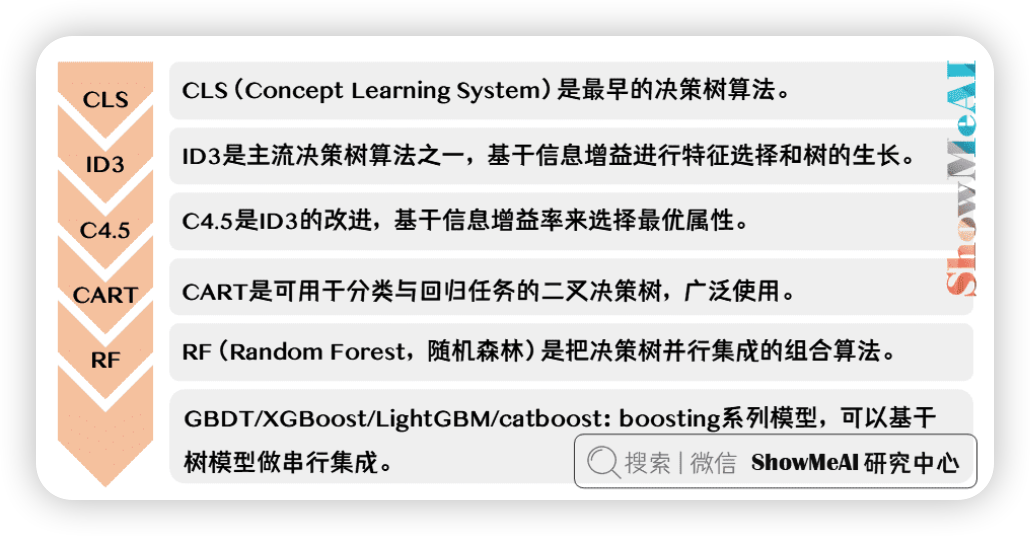 CLS
CLS（Concept Learning System）是最早的决策树算法。
ID3
ID3是主流决策树算法之一，基于信息增益进行特征选择和树的生长。
C4.5
C4.5是ID3的改进，基于信息增益率来选择最优属性。
CART
CART是可用于分类与回归任务的二叉决策树，广泛使用。
RF
RF（Random Forest，随机森林）是把决策树并行集成的组合算法。
GBDT/XGBoost/LightGBM/catboost: boosting系列模型，可以基于
树模型做串行集成。
搜索 | 微信 ShowMeAI 研究中心
ShowMeAI